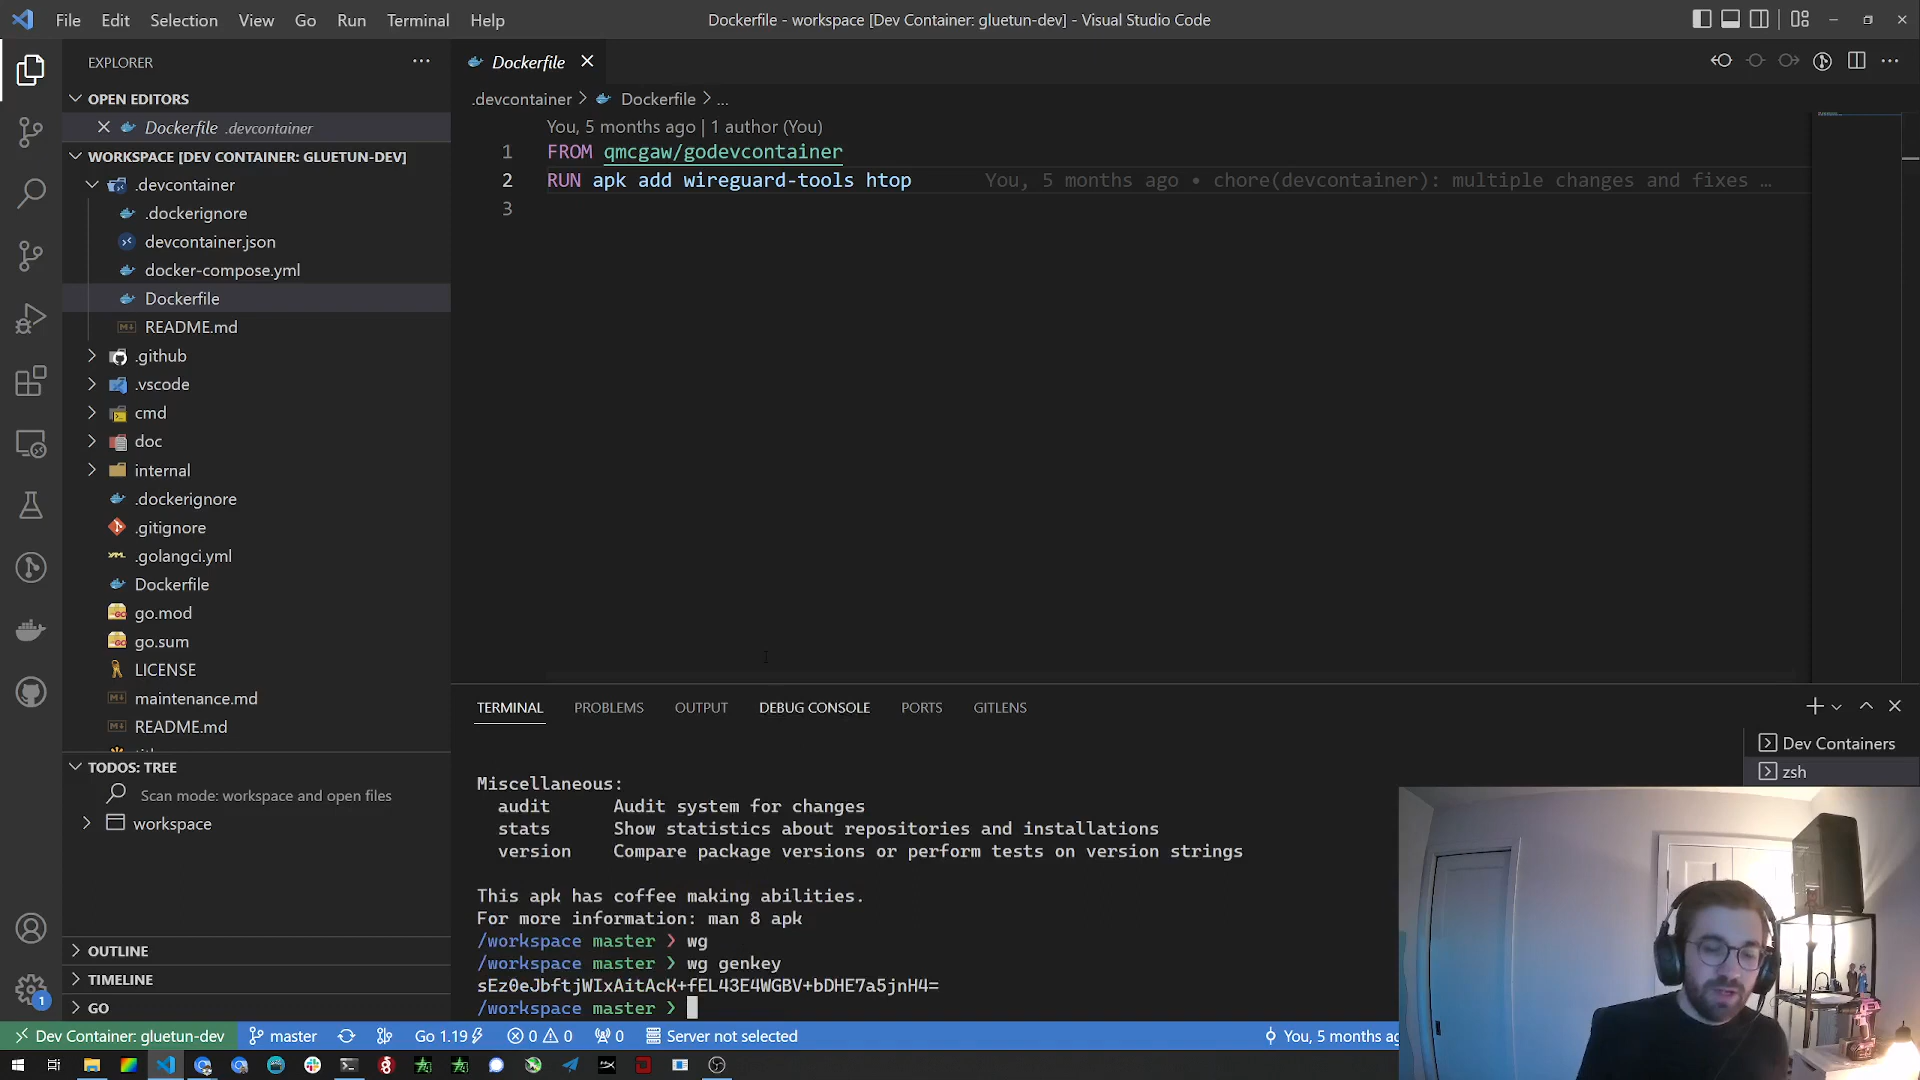 File Edit Selection View Go Run Terminal Help
Dockerfile - workspace [Dev Container: gluetun-dev] - Visual Studio Code
EXPLORER
OPEN EDITORS
Dockerfile .devcontainer
WORKSPACE [DEV CONTAINER: GLUETUN-DEV]
.devcontainer
.dockerignore
devcontainer.json
docker-compose.yml
Dockerfile
README.md
.github
.vscode
cmd
doc
internal
.dockerignore
.gitignore
.golangci.yml
Dockerfile
go.mod
go.sum
LICENSE
maintenance.md
README.md
TODOS: TREE
Scan mode: workspace and open files
workspace
OUTLINE
TIMELINE
GO
1
Dockerfile
.devcontainer > Dockerfile > ...
You, 5 months ago | 1 author (You)
1 FROM qmcgaw/godevcontainer
2 RUN apk add wireguard-tools htop You, 5 months ago • chore(devcontainer): multiple changes and fixes …
3
TERMINAL PROBLEMS OUTPUT DEBUG CONSOLE PORTS GITLENS
Dev Containers
zsh
Miscellaneous:
audit Audit system for changes
stats Show statistics about repositories and installations
version Compare package versions or perform tests on version strings
This apk has coffee making abilities.
For more information: man 8 apk
/workspace master > wg
/workspace master > wg genkey
sEz0eJbftjWIxAitAcK+fEL43E4WGBV+bDHE7a5jnH4=
/workspace master >
Dev Container: gluetun-dev master Go 1.19 0 0 0 Server not selected You, 5 months ag